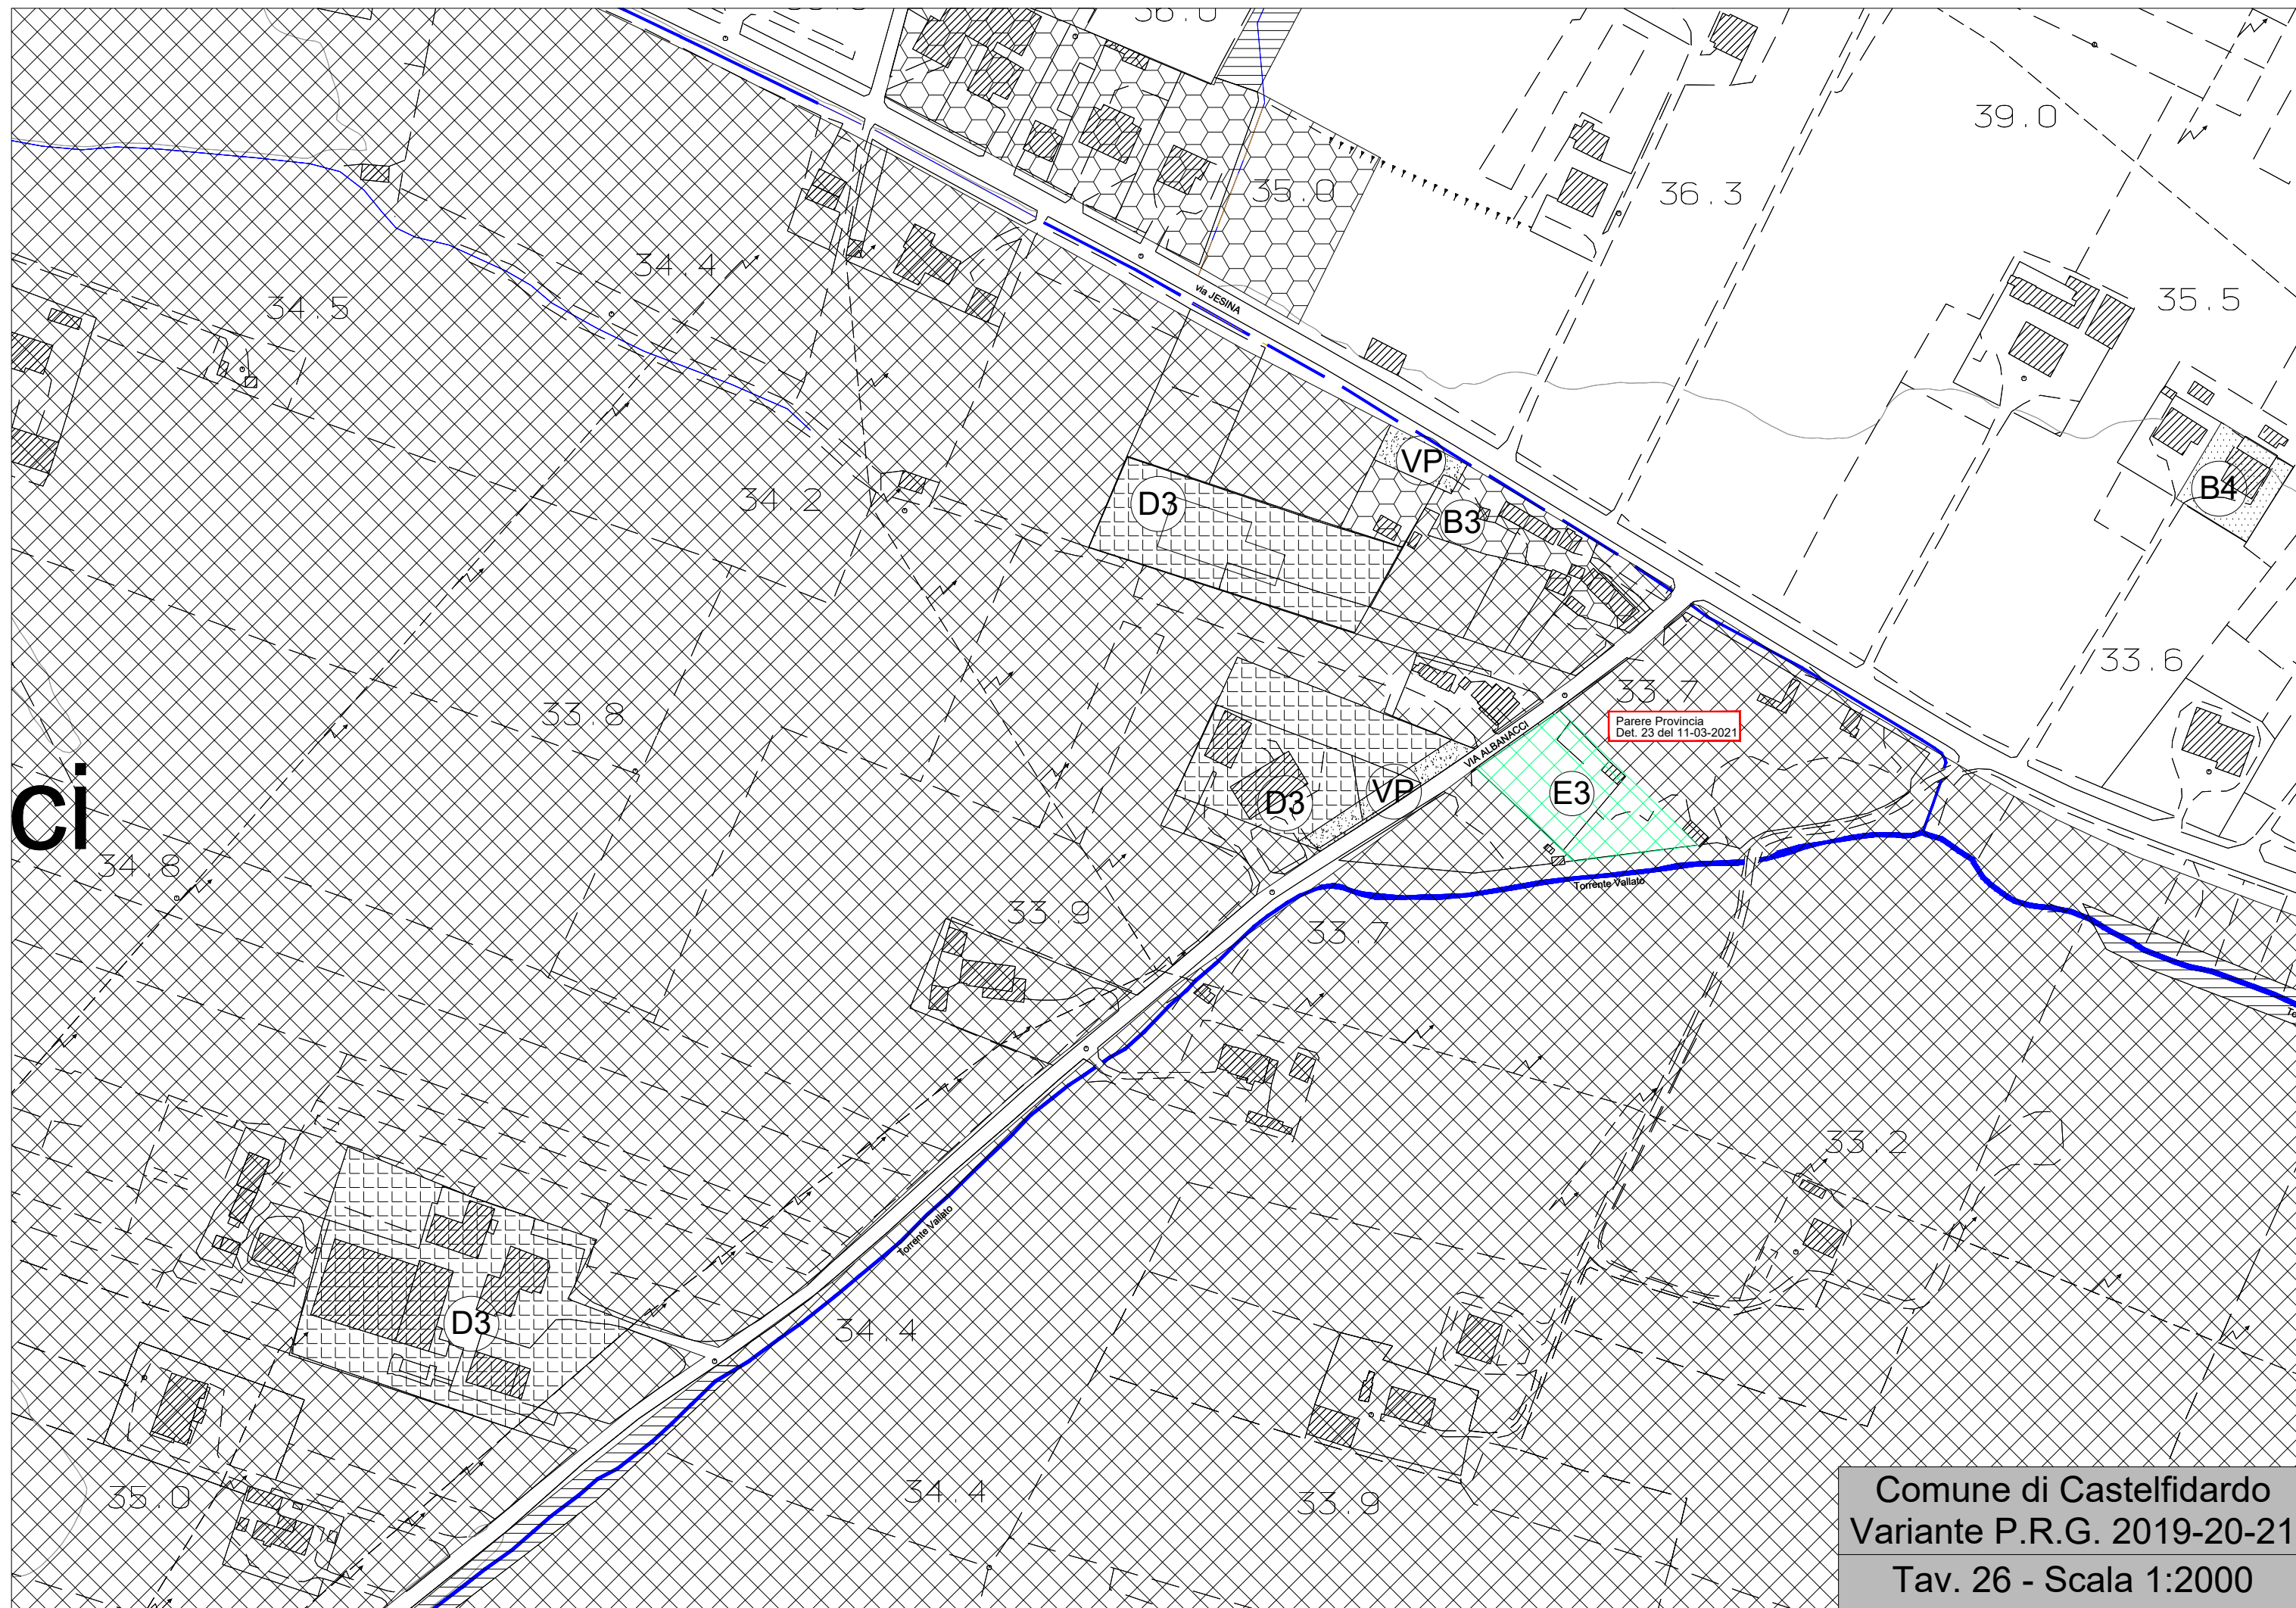 36.0
39.0
35.0
36.3
34.4
34.5
35.5
via JESINA
VP
B4
34.2
D3
B3
33.6
33.7
33.8
Parere Provincia
Det. 23 del 11-03-2021
VIA ALBANACCI
E3
VP
D3
ci
34.8
Torrente Vallato
33.9
33.7
33.2
Torrente Vallato
D3
34.4
34.4
35.0
33.9
Comune di Castelfidardo
Variante P.R.G. 2019-20-21
Tav. 26 - Scala 1:2000